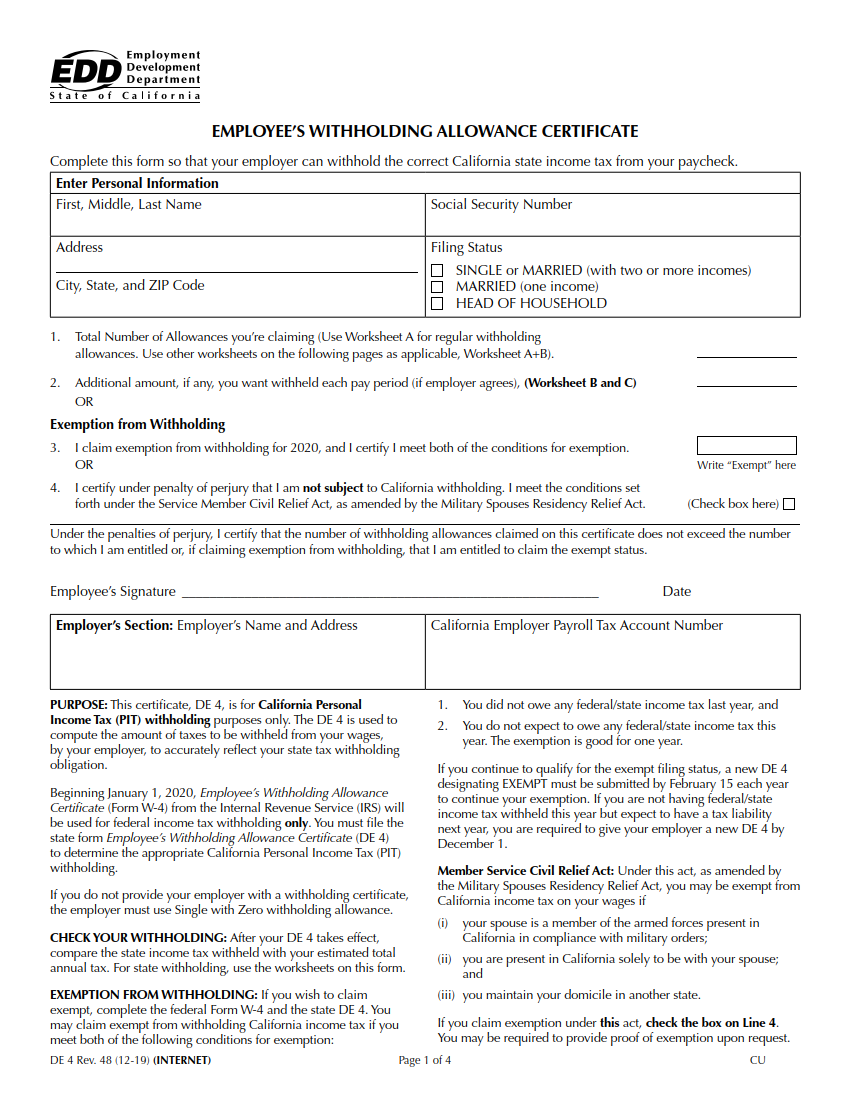 EDD
Employment
Development
Department
State of California
EMPLOYEE'S WITHHOLDING ALLOWANCE CERTIFICATE
Complete this form so that your employer can withhold the correct California state income tax from your paycheck.
Enter Personal Information
First, Middle, Last Name
Social Security Number
Address
City, State, and ZIP Code
Filing Status
SINGLE or MARRIED (with two or more incomes)
MARRIED (one income)
HEAD OF HOUSEHOLD
1. Total Number of Allowances you're claiming (Use Worksheet A for regular withholding
allowances. Use other worksheets on the following pages as applicable, Worksheet A+B).
2. Additional amount, if any, you want withheld each pay period (if employer agrees), (Worksheet B and C)
OR
Exemption from Withholding
3. I claim exemption from withholding for 2020, and I certify I meet both of the conditions for exemption.
OR
Write "Exempt" here
4. I certify under penalty of perjury that I am not subject to California withholding. I meet the conditions set
forth under the Service Member Civil Relief Act, as amended by the Military Spouses Residency Relief Act. (Check box here)
Under the penalties of perjury, I certify that the number of withholding allowances claimed on this certificate does not exceed the number
to which I am entitled or, if claiming exemption from withholding, that I am entitled to claim the exempt status.
Employee's Signature Date
Employer's Section: Employer's Name and Address
California Employer Payroll Tax Account Number
PURPOSE: This certificate, DE 4, is for California Personal
Income Tax (PIT) withholding purposes only. The DE 4 is used to
compute the amount of taxes to be withheld from your wages,
by your employer, to accurately reflect your state tax withholding
obligation.
Beginning January 1, 2020, Employee's Withholding Allowance
Certificate (Form W-4) from the Internal Revenue Service (IRS) will
be used for federal income tax withholding only. You must file the
state form Employee's Withholding Allowance Certificate (DE 4)
to determine the appropriate California Personal Income Tax (PIT)
withholding.
If you do not provide your employer with a withholding certificate,
the employer must use Single with Zero withholding allowance.
CHECK YOUR WITHHOLDING: After your DE 4 takes effect,
compare the state income tax withheld with your estimated total
annual tax. For state withholding, use the worksheets on this form.
EXEMPTION FROM WITHHOLDING: If you wish to claim
exempt, complete the federal Form W-4 and the state DE 4. You
may claim exempt from withholding California income tax if you
meet both of the following conditions for exemption:
1. You did not owe any federal/state income tax last year, and
2. You do not expect to owe any federal/state income tax this
year. The exemption is good for one year.
If you continue to qualify for the exempt filing status, a new DE 4
designating EXEMPT must be submitted by February 15 each year
to continue your exemption. If you are not having federal/state
income tax withheld this year but expect to have a tax liability
next year, you are required to give your employer a new DE 4 by
December 1.
Member Service Civil Relief Act: Under this act, as amended by
the Military Spouses Residency Relief Act, you may be exempt from
California income tax on your wages if
(i) your spouse is a member of the armed forces present in
California in compliance with military orders;
(ii) you are present in California solely to be with your spouse;
and
(iii) you maintain your domicile in another state.
If you claim exemption under this act, check the box on Line 4.
You may be required to provide proof of exemption upon request.
DE 4 Rev. 48 (12-19) (INTERNET) Page 1 of 4 CU